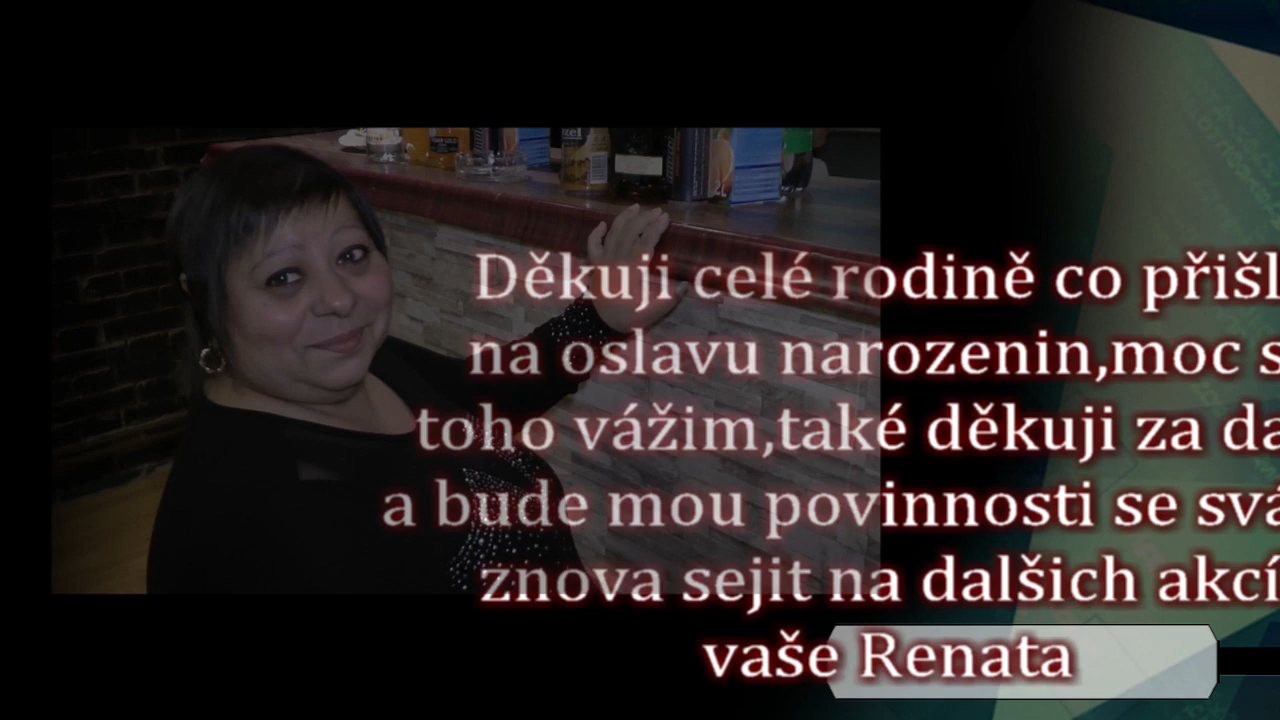 Děkuji celé rodině co přišl
na oslavu narozenin,moc s
toho vážim,také děkuji za da
a bude mou povinnosti se svá
znova sejit na dalšich akcí
vaše Renata